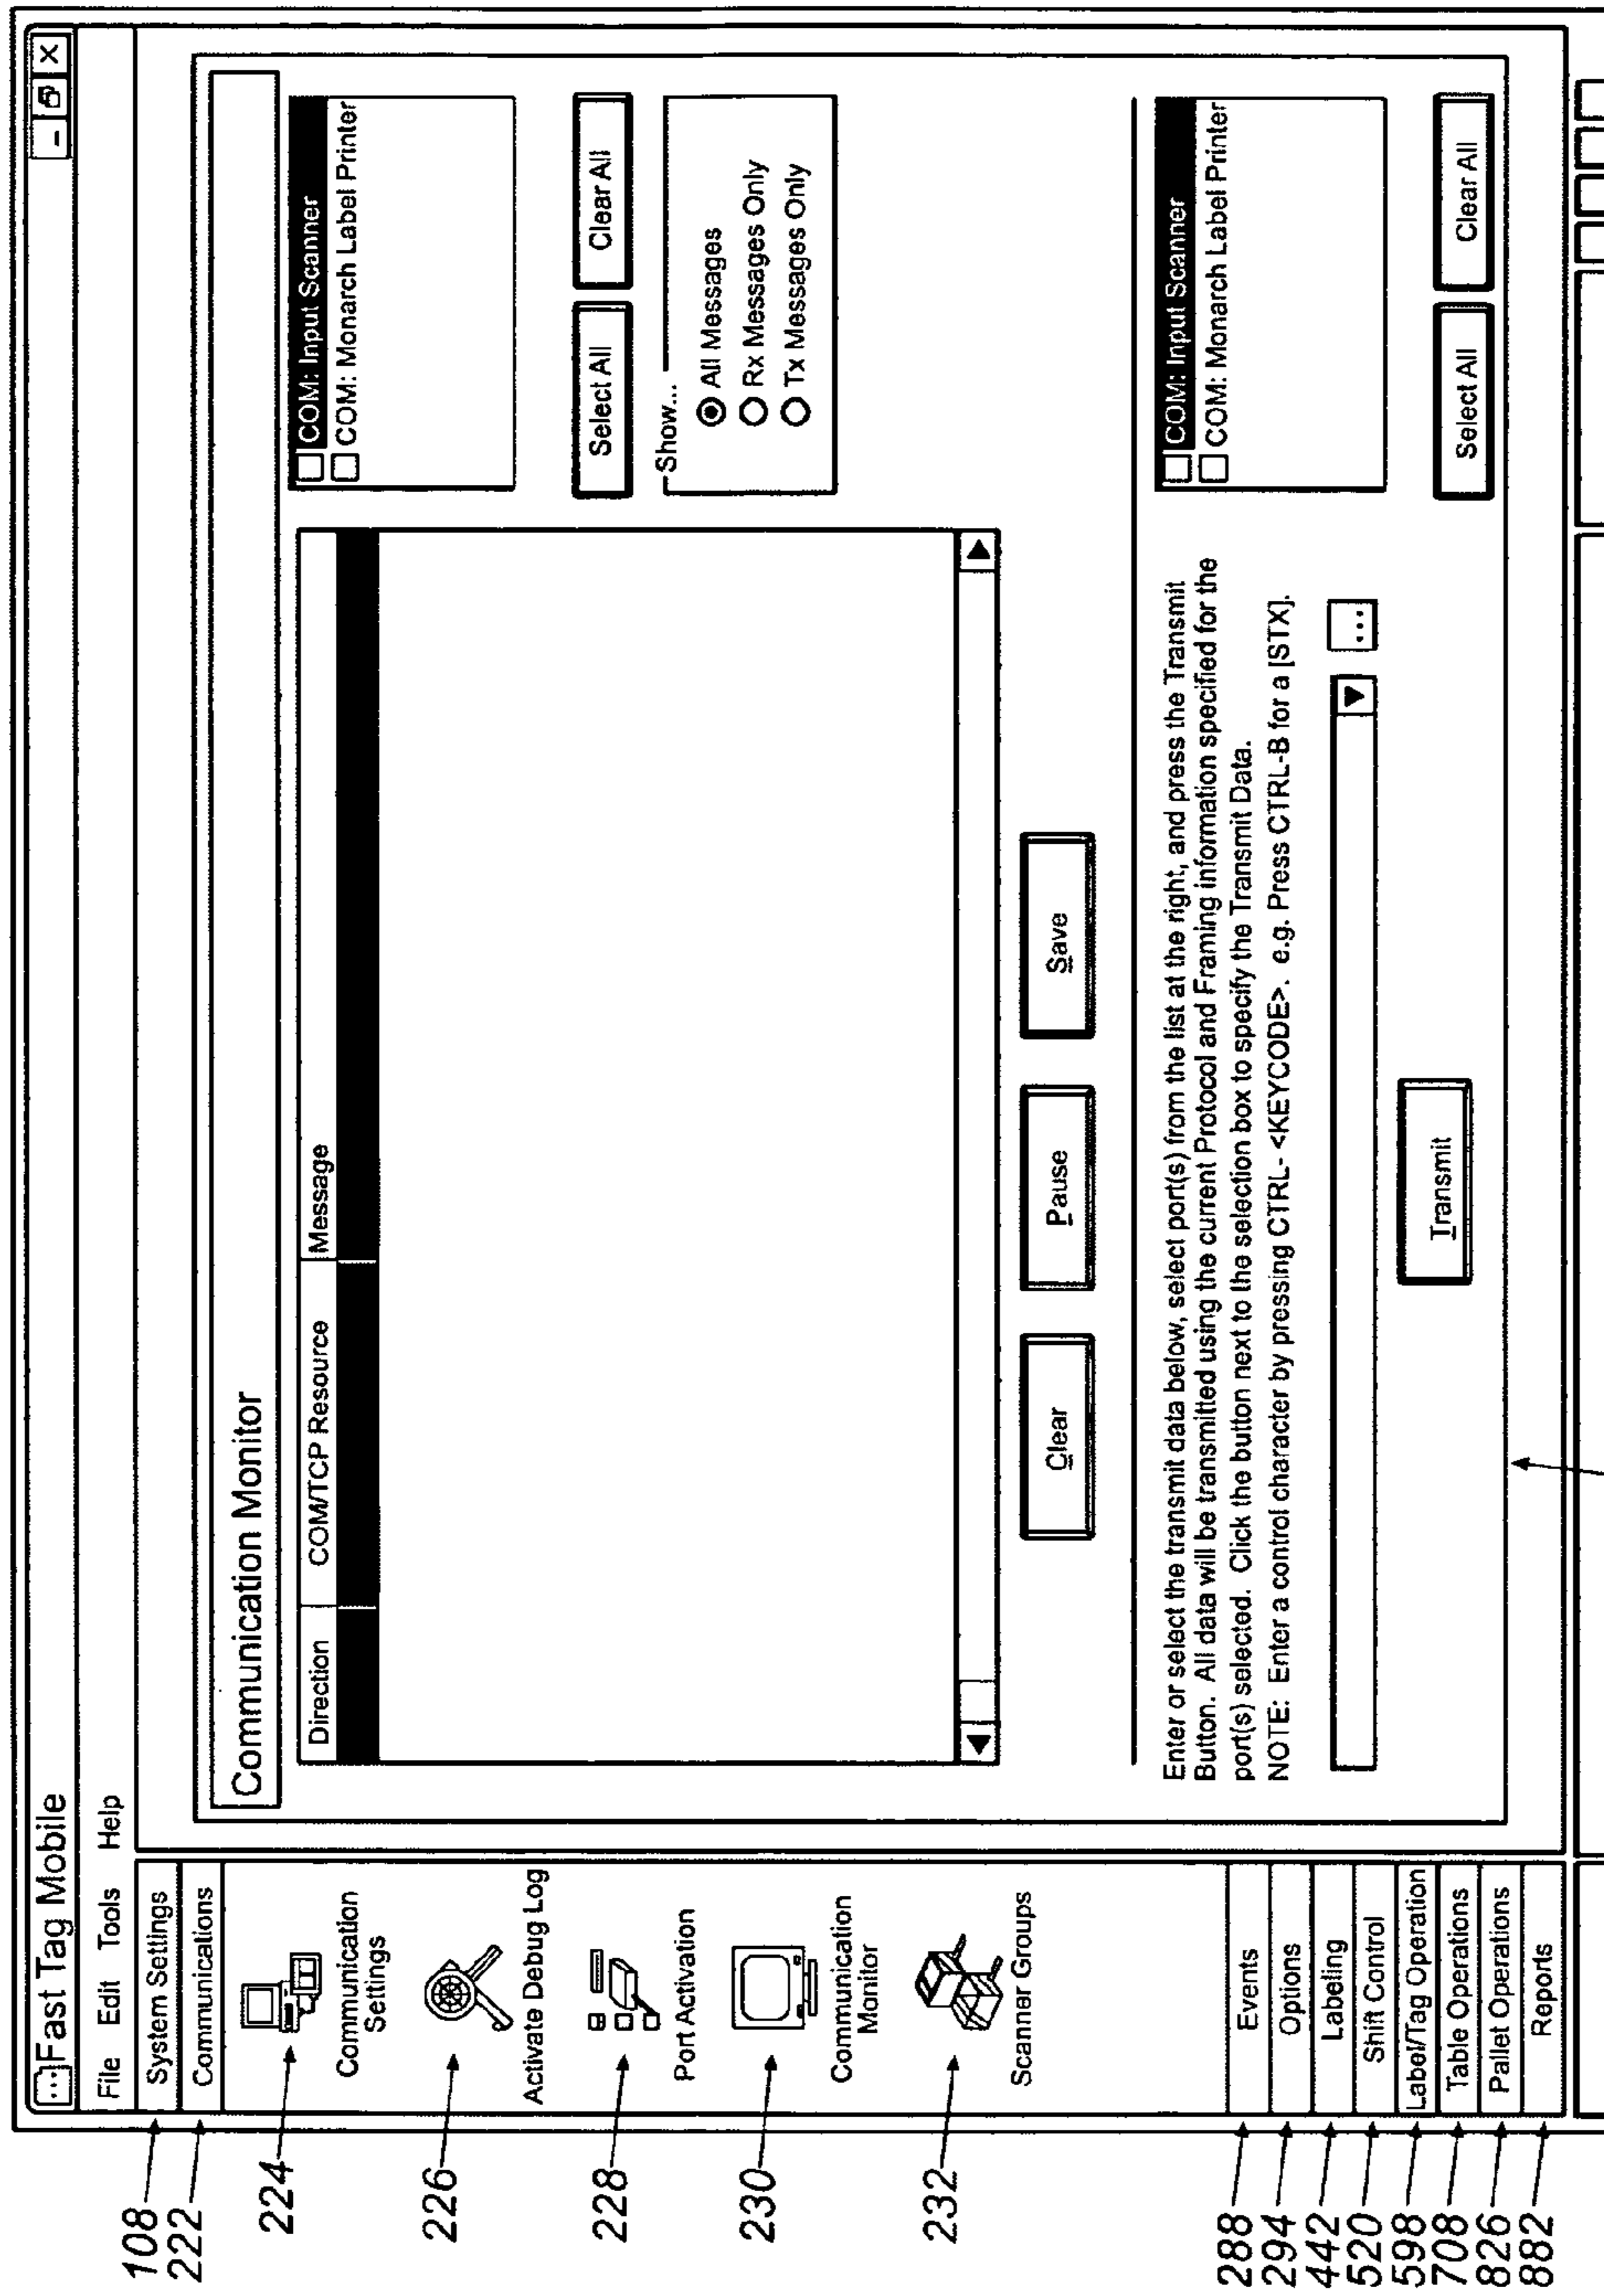 Fast Tag Mobile
File Edit Tools Help
108
System Settings
222
Communications
224
Communication
Settings
226
Activate Debug Log
228
Port Activation
230
Communication
Monitor
232
Scanner Groups
288
Events
294
Options
442
Labeling
520
Shift Control
598
Label/Tag Operation
708
Table Operations
826
Pallet Operations
882
Reports
Communication Monitor
Direction COM/TCP Resource Message
COM: Input Scanner
COM: Monarch Label Printer
Select All Clear All
Show...
All Messages
Rx Messages Only
Tx Messages Only
Clear Pause Save
Enter or select the transmit data below, select port(s) from the list at the right, and press the Transmit
Button. All data will be transmitted using the current Protocol and Framing information specified for the
port(s) selected. Click the button next to the selection box to specify the Transmit Data.
NOTE: Enter a control character by pressing CTRL- <KEYCODE>. e.g. Press CTRL-B for a [STX].
...
COM: Input Scanner
COM: Monarch Label Printer
Select All Clear All
Transmit